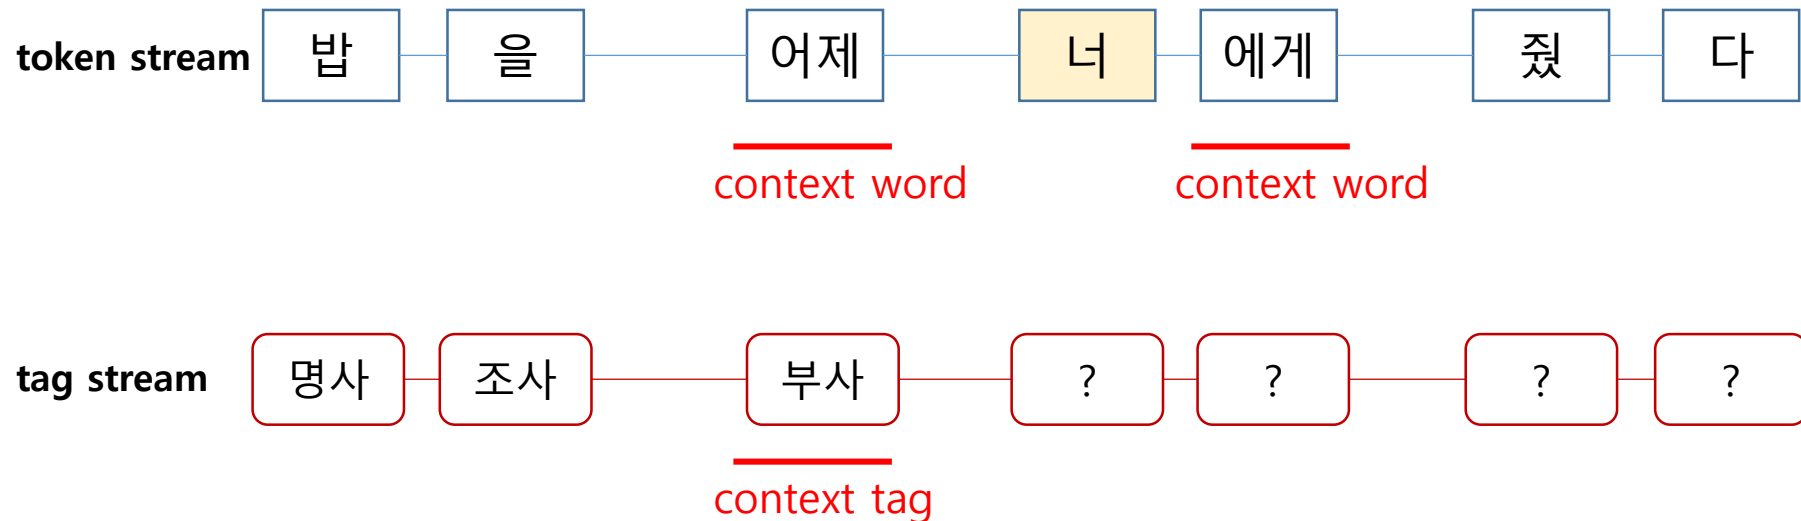 token stream 밥 을 어제 너 에게 줬 다
context word context word
tag stream 명사 조사 부사 ? ? ? ?
context tag